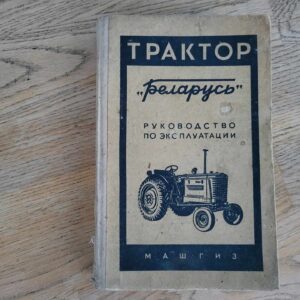 ТРАКТОР
„Беларусь"
РУКОВОДСТВО
ПО ЭКСПЛУАТАЦИИ
МАШГИЗ